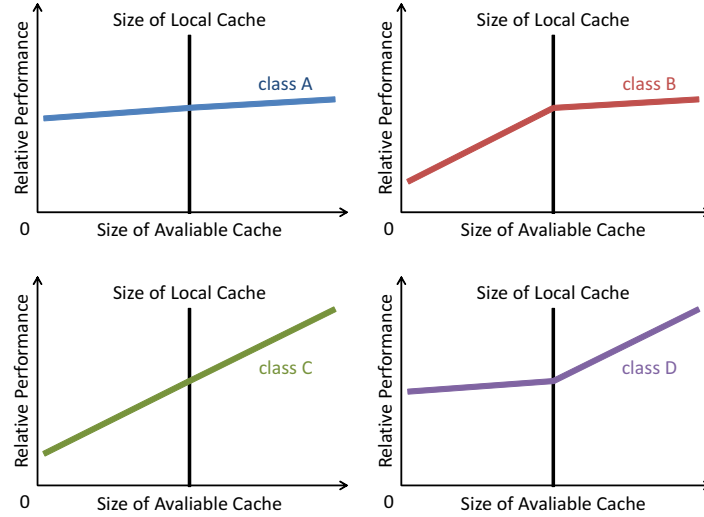 Size of Local Cache
Relative Performance
class A
0
Size of Avaliable Cache
Size of Local Cache
Relative Performance
class B
0
Size of Avaliable Cache
Size of Local Cache
Relative Performance
class C
0
Size of Avaliable Cache
Size of Local Cache
Relative Performance
class D
0
Size of Avaliable Cache